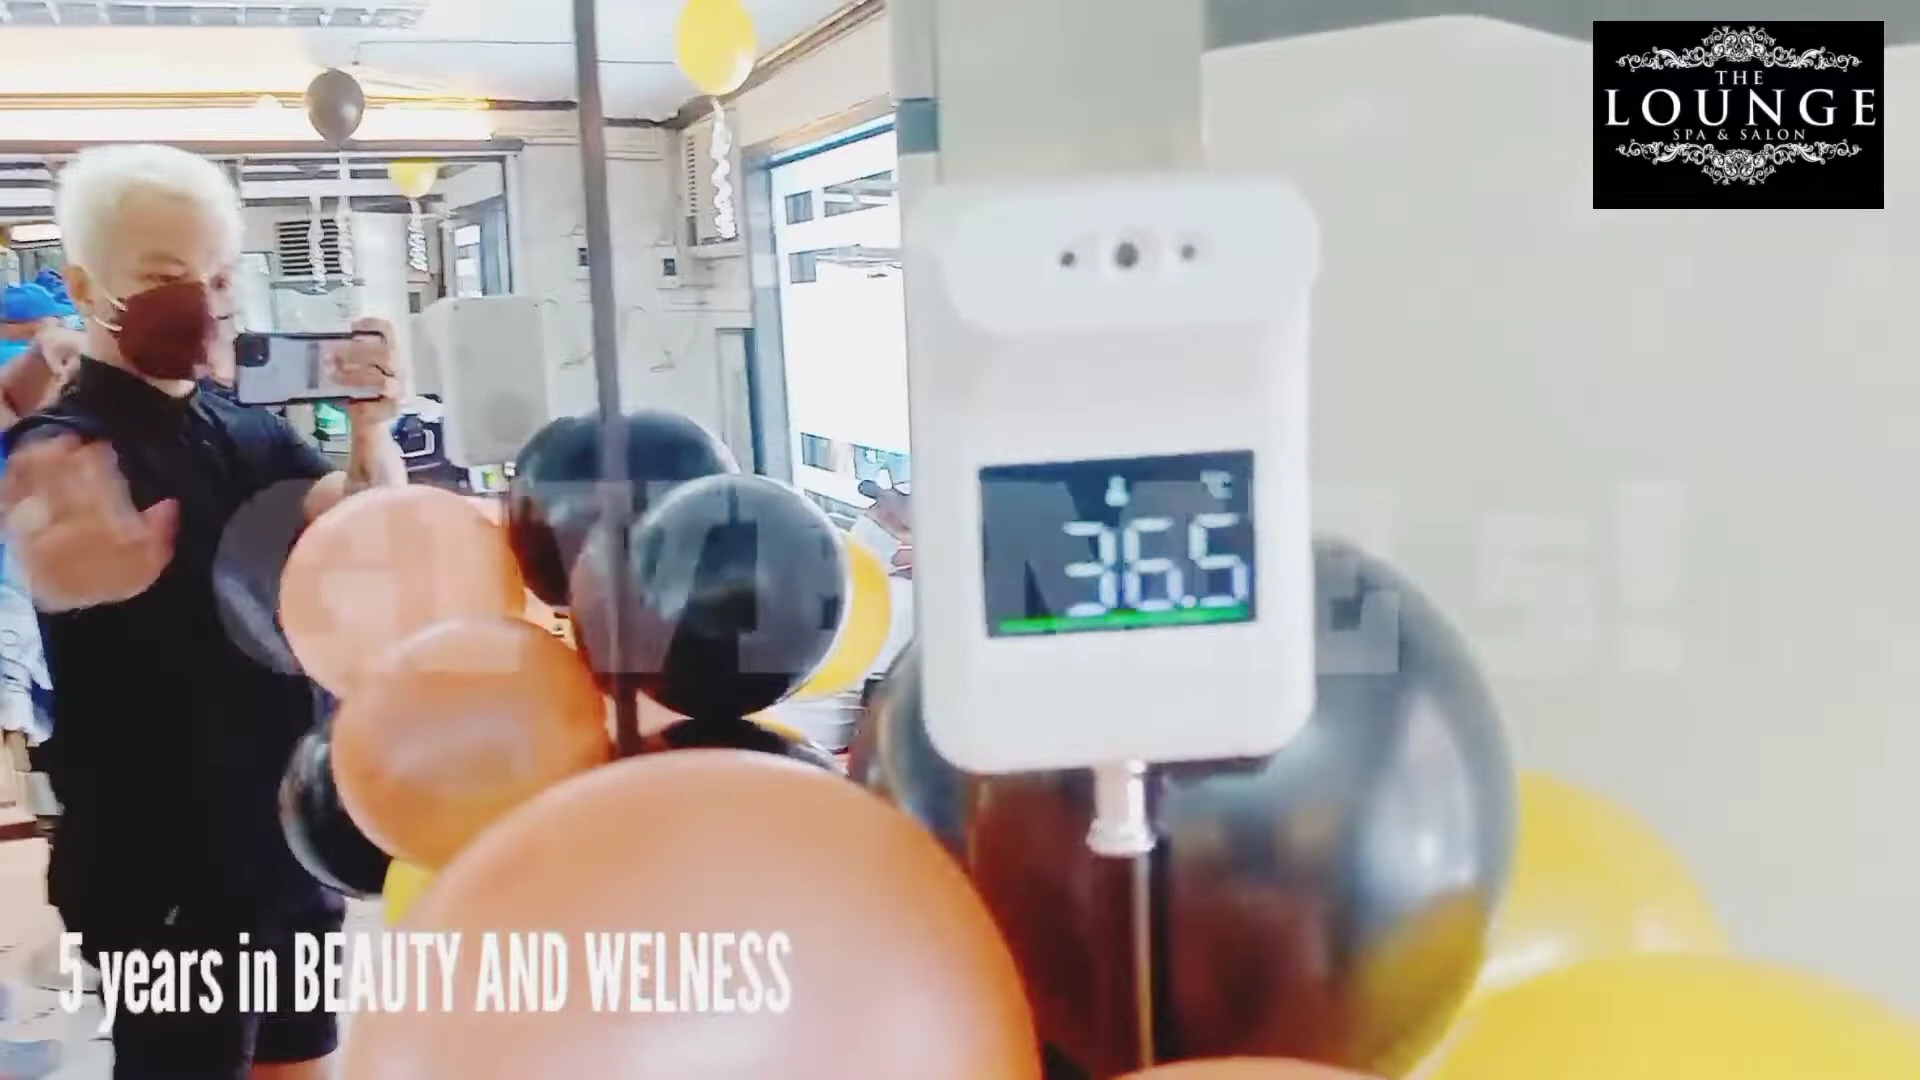 THE
LOUNGE
SPA & SALON
°C
36.5
5 years in BEAUTY AND WELNESS